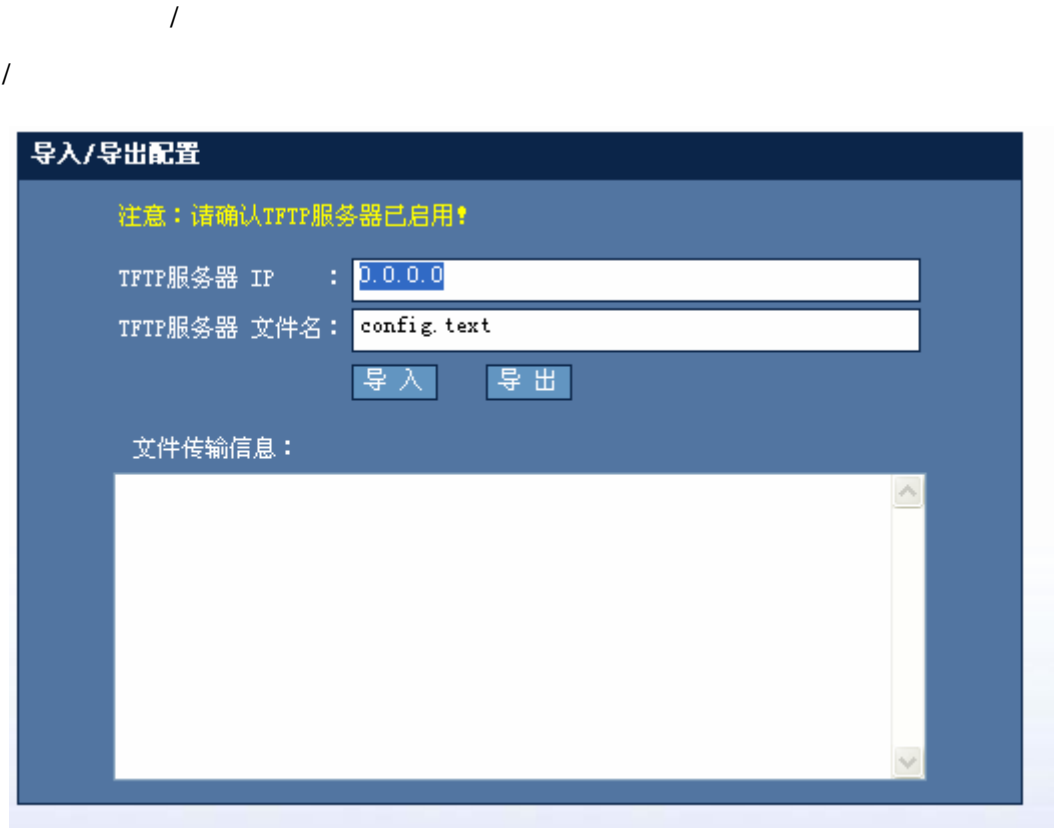 /
/
导入/导出配置
注意：请确认TFTP服务器已启用！
TFTP服务器 IP ：0.0.0.0
TFTP服务器 文件名：config.text
导 入 导 出
文件传输信息：